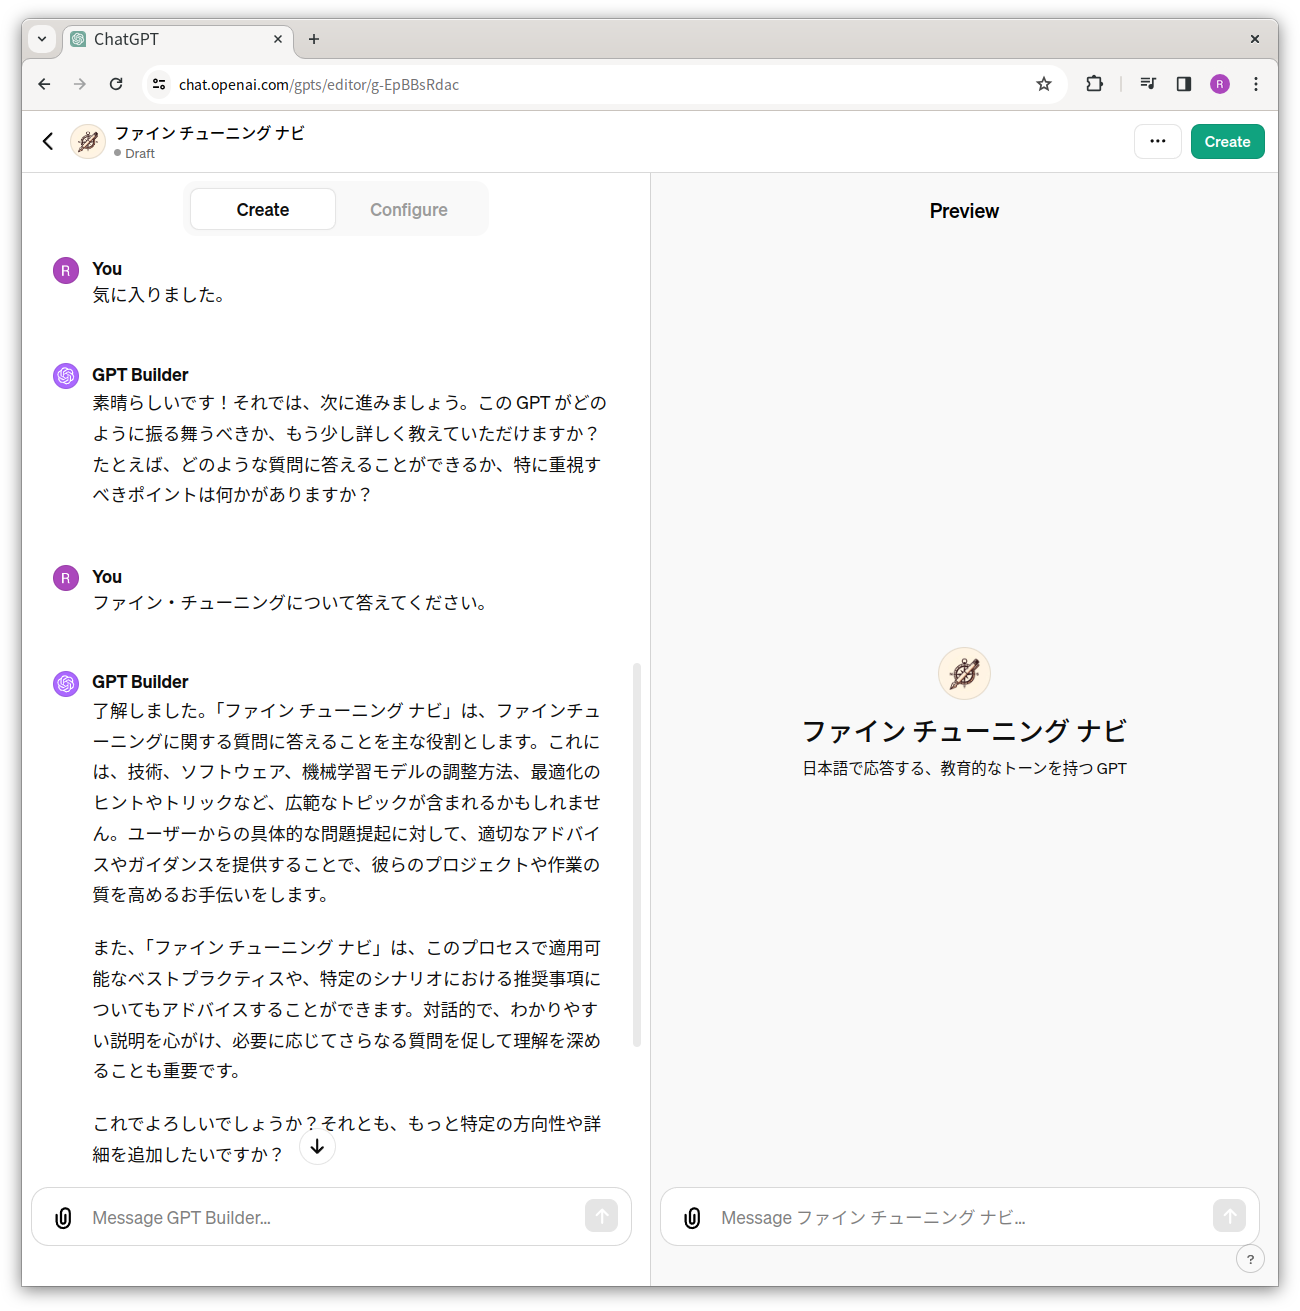 ChatGPT
chat.openai.com/gpts/editor/g-EpBBsRdac
R
ファイン チューニング ナビ
Draft
Create
Create
Configure
Preview
R
You
気に入りました。
GPT Builder
素晴らしいです！それでは、次に進みましょう。この GPT がどの
ように振る舞うべきか、もう少し詳しく教えていただけますか？
たとえば、どのような質問に答えることができるか、特に重視す
べきポイントは何かがありますか？
R
You
ファイン・チューニングについて答えてください。
GPT Builder
了解しました。「ファイン チューニング ナビ」は、ファインチュ
ーニングに関する質問に答えることを主な役割とします。これに
は、技術、ソフトウェア、機械学習モデルの調整方法、最適化の
ヒントやトリックなど、広範なトピックが含まれるかもしれませ
ん。ユーザーからの具体的な問題提起に対して、適切なアドバイ
スやガイダンスを提供することで、彼らのプロジェクトや作業の
質を高めるお手伝いをします。
また、「ファイン チューニング ナビ」は、このプロセスで適用可
能なベストプラクティスや、特定のシナリオにおける推奨事項に
ついてもアドバイスすることができます。対話的で、わかりやす
い説明を心がけ、必要に応じてさらなる質問を促して理解を深め
ることも重要です。
これでよろしいでしょうか？それとも、もっと特定の方向性や詳
細を追加したいですか？
Message GPT Builder…
ファイン チューニング ナビ
日本語で応答する、教育的なトーンを持つ GPT
Message ファイン チューニング ナビ…
?